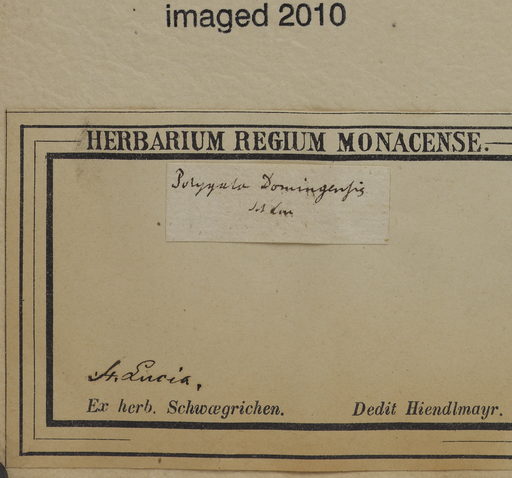 imaged 2010
HERBARIUM REGIUM MONACENSE.
Polygala Domingensis
St. Lucia.
Ex herb. Schwægrichen. Dedit Hiendlmayr.